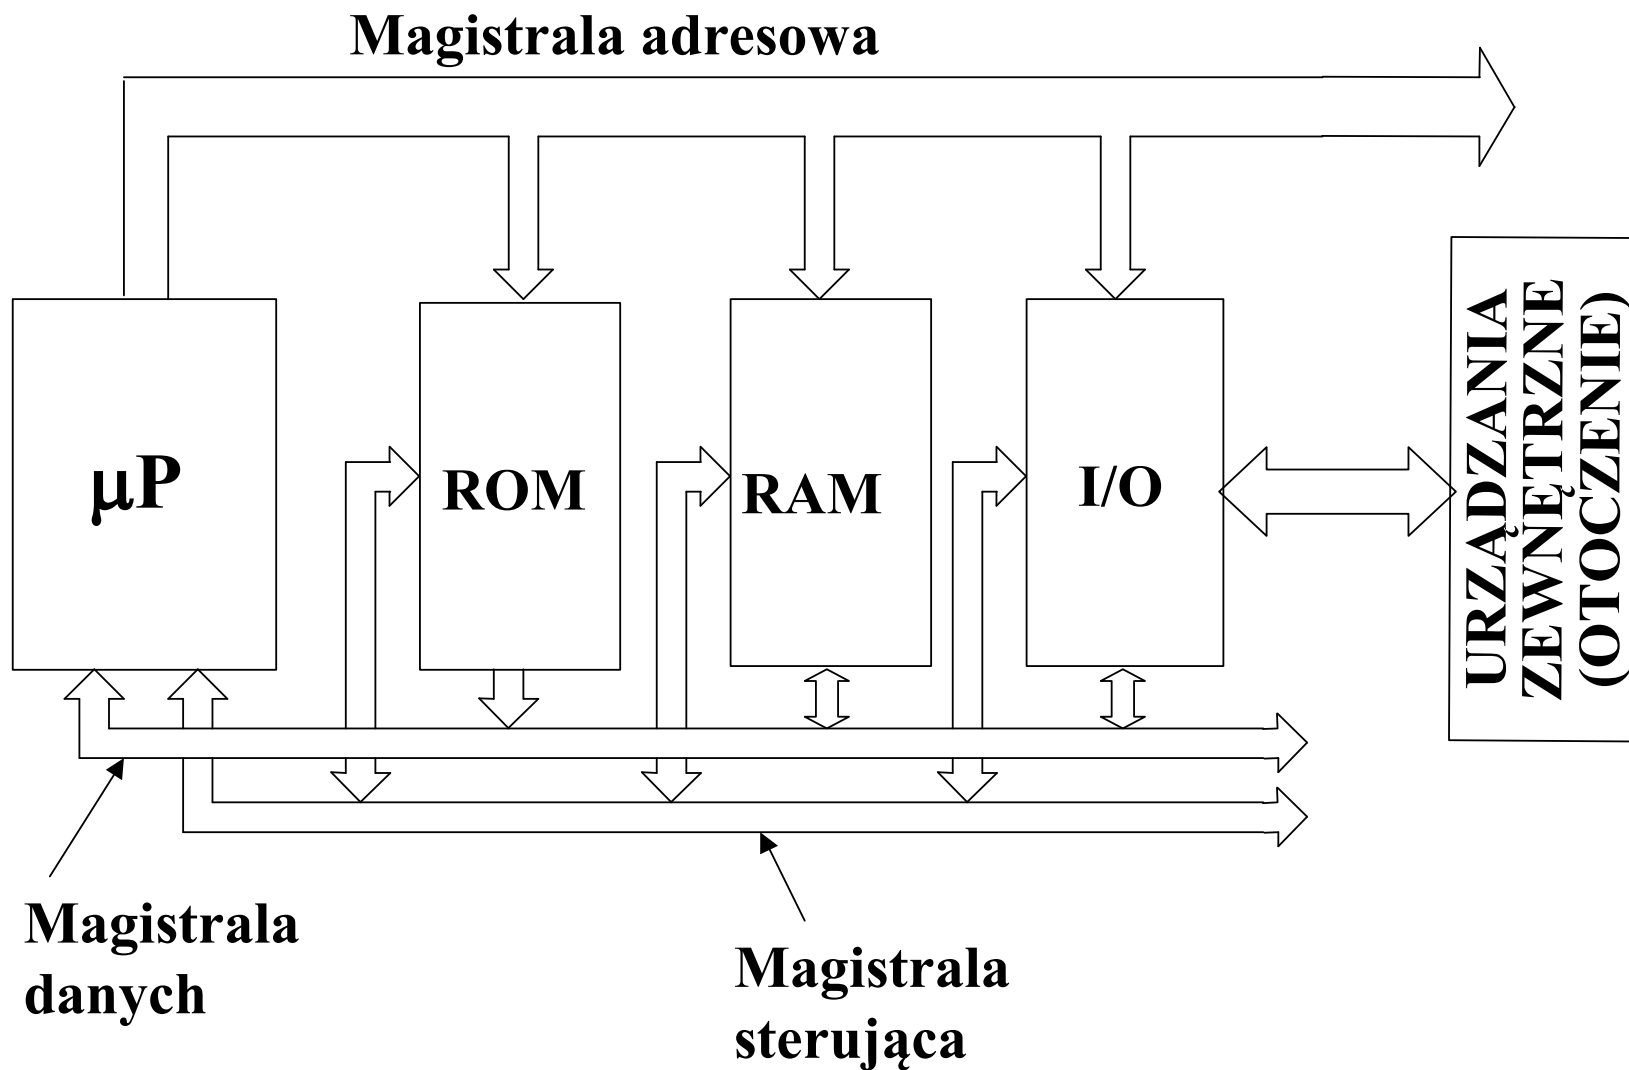 Magistrala adresowa
μP
ROM
RAM
I/O
URZĄDZANIA
ZEWNĘTRZNE
(OTOCZENIE)
Magistrala
danych
Magistrala
sterująca